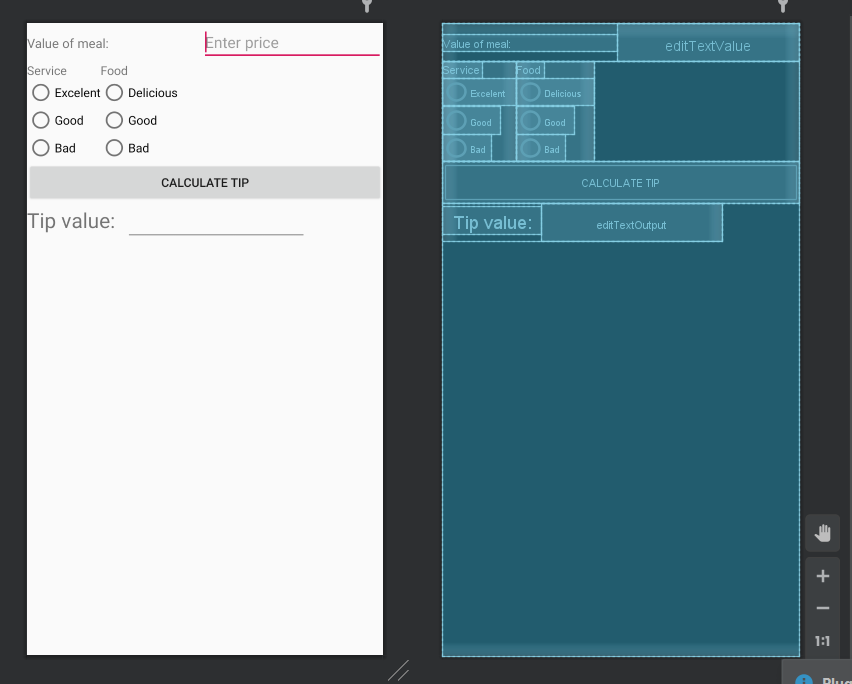 Value of meal: Enter price
Service Food
Excelent Delicious
Good Good
Bad Bad
CALCULATE TIP
Tip value:
Value of meal: editTextValue
Service Food
Excelent Delicious
Good Good
Bad Bad
CALCULATE TIP
Tip value: editTextOutput
1:1